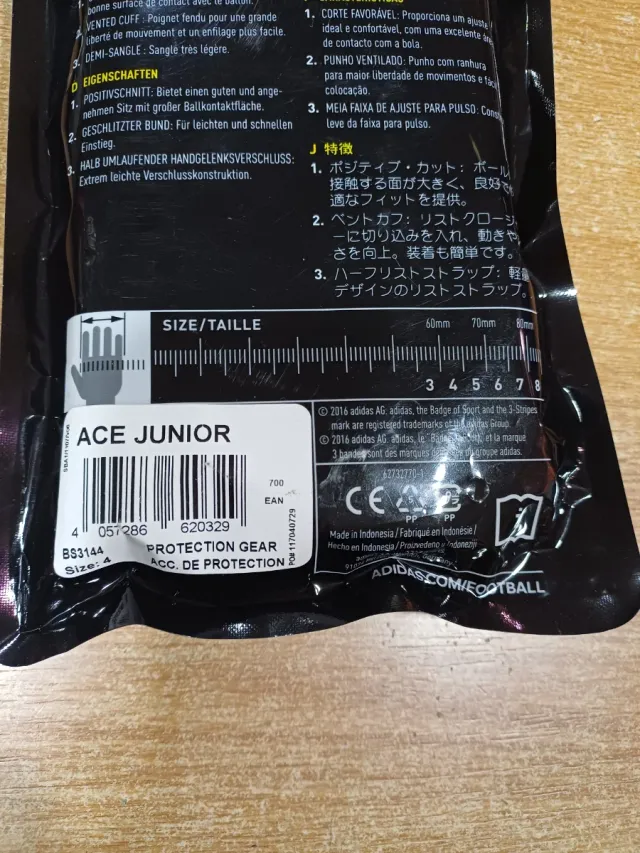 bonne surface de contact avec le ballon.
2. VENTED CUFF : Poignet fendu pour une grande
liberté de mouvement et un enfilage plus facile.
3. DEMI-SANGLE : Sangle très légère.
D EIGENSCHAFTEN
1. POSITIVSCHNITT: Bietet einen guten und ange-
nehmen Sitz mit großer Ballkontaktfläche.
2. GESCHLITZTER BUND: Für leichten und schnellen
Einstieg.
3. HALB UMLAUFENDER HANDGELENKSVERSCHLUSS:
Extrem leichte Verschlusskonstruktion.
1. CORTE FAVORÁVEL: Proporciona um ajuste
ideal e confortável, com uma excelente
de contacto com a bola.
2. PUNHO VENTILADO: Punho com ranhura
para maior liberdade de movimentos e
colocação.
3. MEIA FAIXA DE AJUSTE PARA PULSO:
leve da faixa para pulso.
J 特徴
1. ポジティブ・カット: ボール
接触する面が大きく、良好で
適なフィットを提供。
2. ベントカフ: リストクロージ
ーに切り込みを入れ、動きや
さを向上。装着も簡単です。
3. ハーフリストストラップ: 軽量
デザインのリストストラップ。
SIZE/TAILLE
60mm 70mm 80mm
3 4 5 6 7 8
© 2016 adidas AG. adidas, the Badge of Sport and the 3-Stripes
mark are registered trademarks of the adidas Group.
© 2016 adidas AG. adidas, le et la marque
3 bandes sont des marques du groupe adidas.
ACE JUNIOR
700
EAN
4 057286 620329
BS3144
Size: 4
PROTECTION GEAR
ACC. DE PROTECTION
PO# 117040729
62732770-1
CE
PP PP
Made in Indonesia / Fabriqué en Indonésie /
Hecho en Indonesia / Proizvedeno v Indoneziji
ADIDAS.COM/FOOTBALL